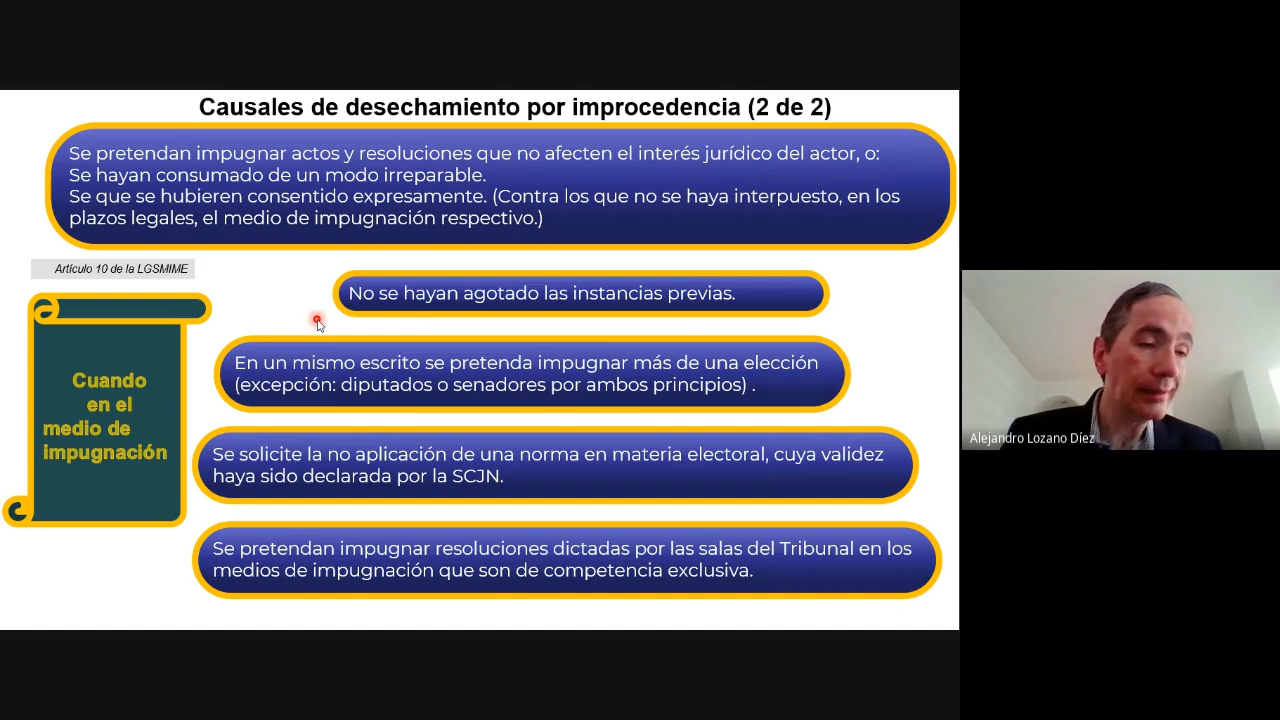 Causales de desechamiento por improcedencia (2 de 2)
Se pretendan impugnar actos y resoluciones que no afecten el interés jurídico del actor, o:
Se hayan consumado de un modo irreparable.
Se que se hubieren consentido expresamente. (Contra los que no se haya interpuesto, en los
plazos legales, el medio de impugnación respectivo.)
Artículo 10 de la LGSMIME
No se hayan agotado las instancias previas.
Cuando
en el
medio de
impugnación
En un mismo escrito se pretenda impugnar más de una elección
(excepción: diputados o senadores por ambos principios) .
Se solicite la no aplicación de una norma en materia electoral, cuya validez
haya sido declarada por la SCJN.
Se pretendan impugnar resoluciones dictadas por las salas del Tribunal en los
medios de impugnación que son de competencia exclusiva.
Alejandro Lozano Díez